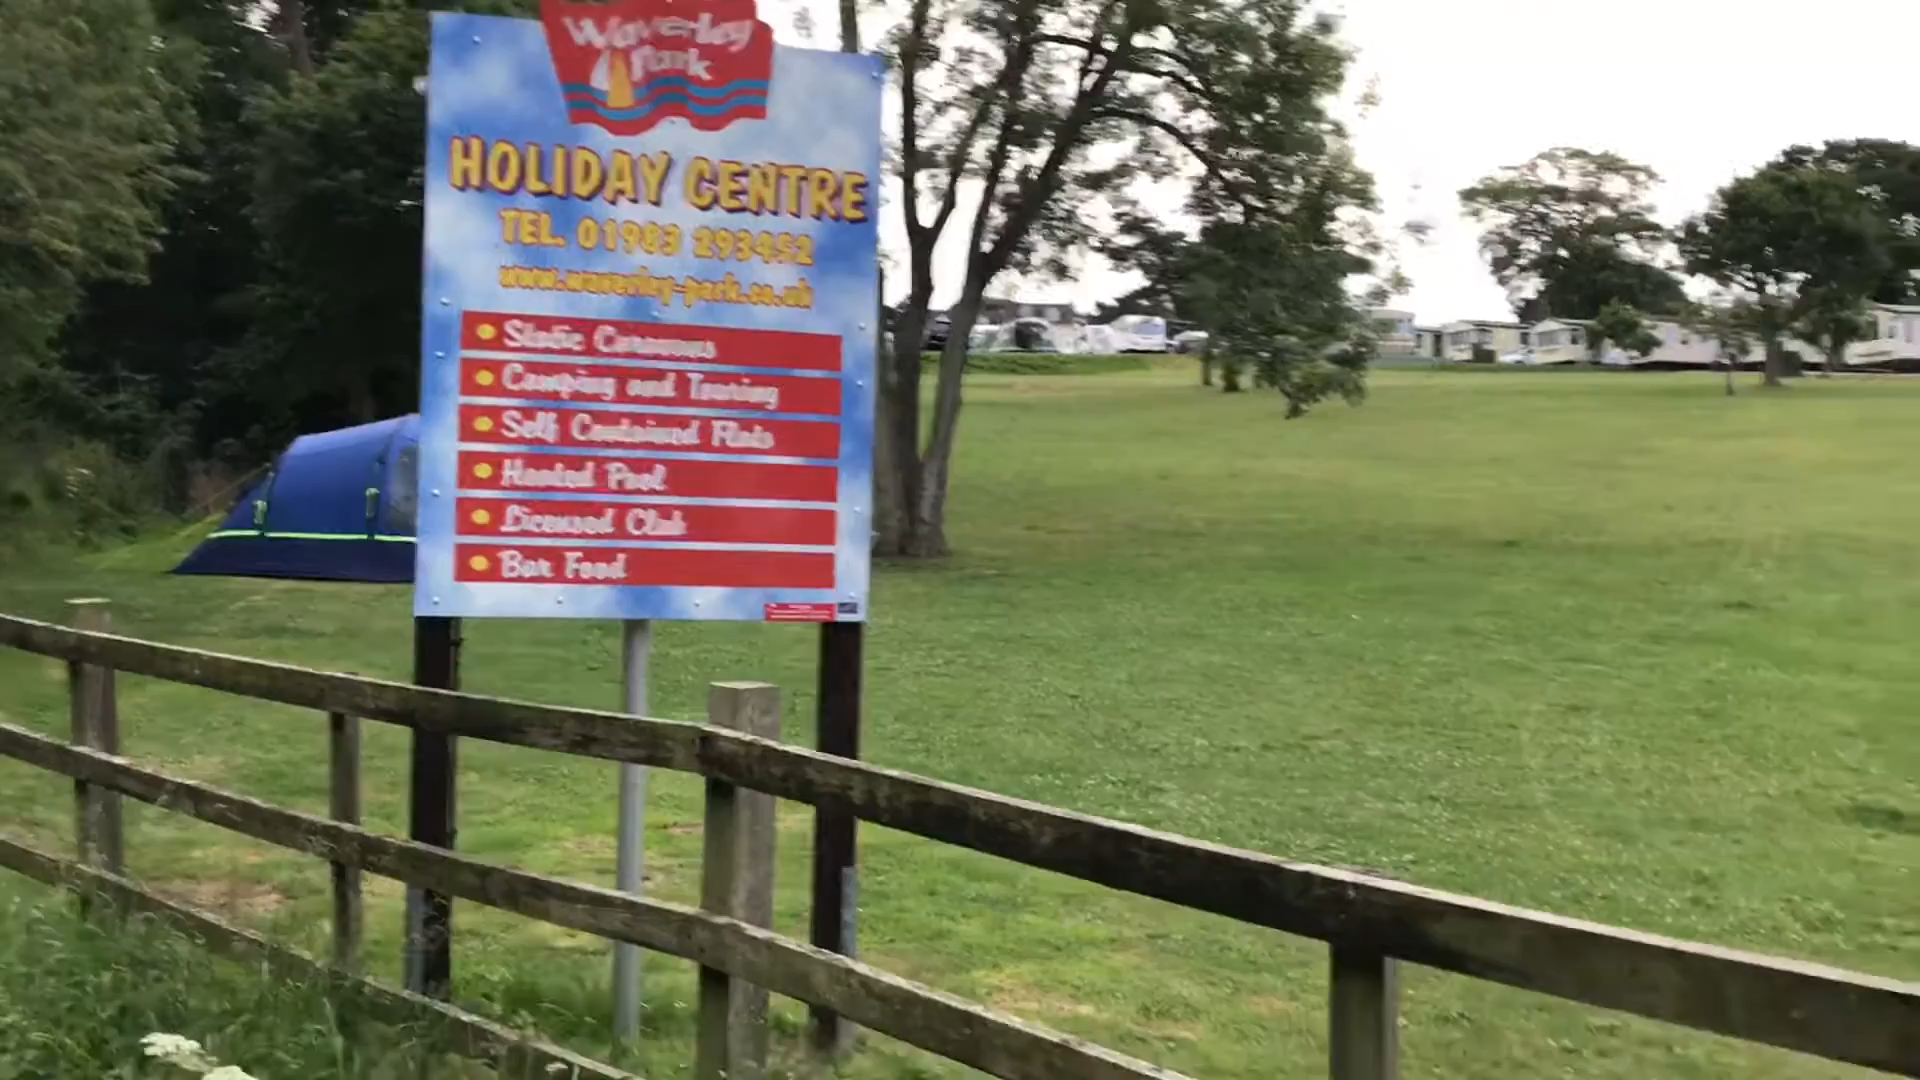 Waverley
Park
HOLIDAY CENTRE
TEL. 01983 293452
www.waverley-park.co.uk
• Static Caravans
• Camping and Touring
• Self Contained Flats
• Heated Pool
• Licensed Club
• Bar Food